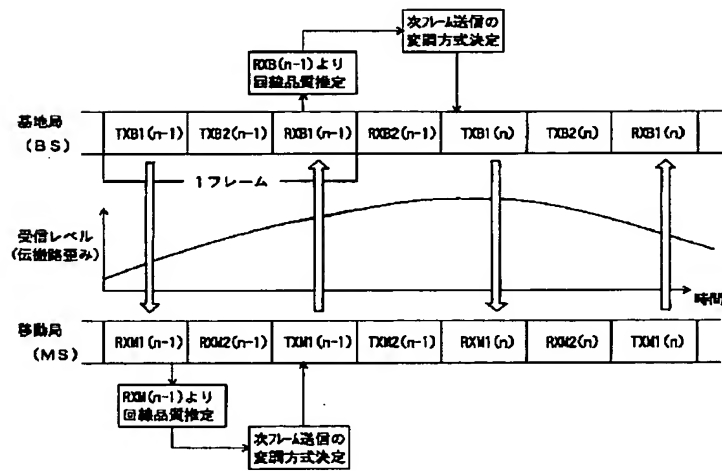 次フレーム送信の
変調方式決定
RXB(n-1)より
回線品質推定
基地局
(BS)
TXB1(n-1) TXB2(n-1) RXB1(n-1) RXB2(n-1) TXB1(n) TXB2(n) RXB1(n)
1フレーム
受信レベル
(伝搬路歪み)
時間
移動局
(MS)
RXM1(n-1) RXM2(n-1) TXM1(n-1) TXM2(n-1) RXM1(n) RXM2(n) TXM1(n)
RXM(n-1)より
回線品質推定
次フレーム送信の
変調方式決定